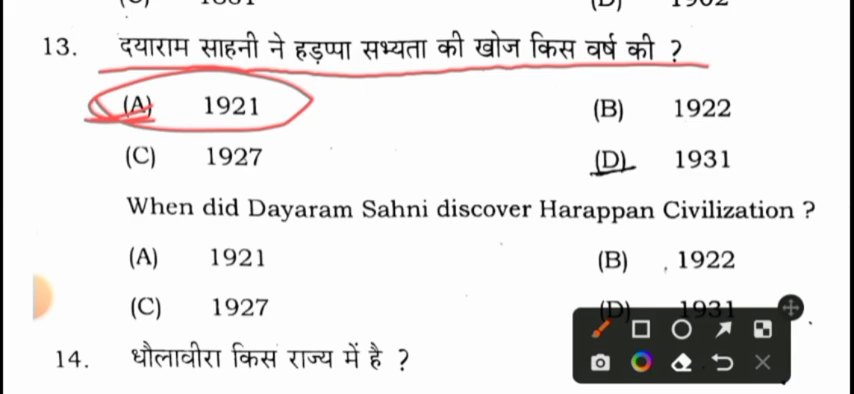 13. दयाराम साहनी ने हड़प्पा सभ्यता की खोज किस वर्ष की ?
(A) 1921 (B) 1922
(C) 1927 (D) 1931
When did Dayaram Sahni discover Harappan Civilization ?
(A) 1921 (B) 1922
(C) 1927 (D) 1931
14. धौलावीरा किस राज्य में है ?